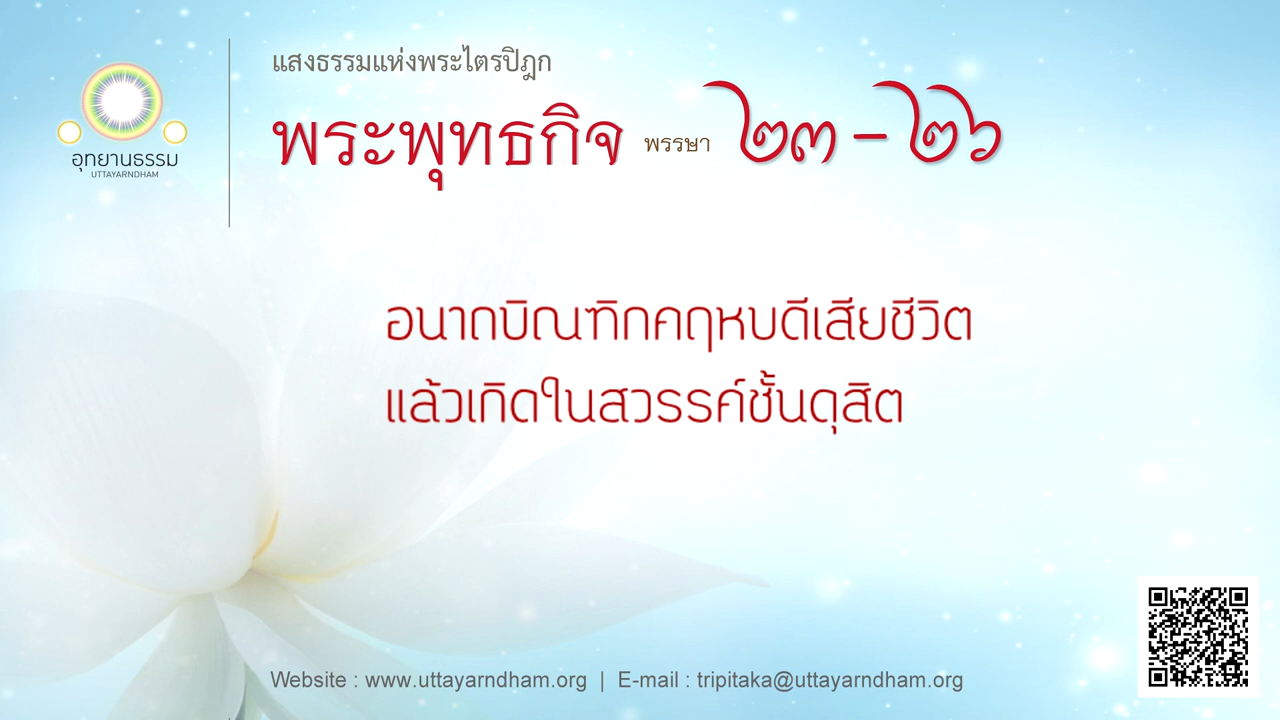 แสงธรรมแห่งพระไตรปิฎก
พระพุทธกิจ พรรษา ๒๓ – ๒๖
อุทยานธรรม
UTTAYARNDHAM
อนาถบิณฑิกคฤหบดีเสียชีวิต
แล้วเกิดในสวรรค์ชั้นดุสิต
Website : www.uttayarndham.org | E-mail : tripitaka@uttayarndham.org